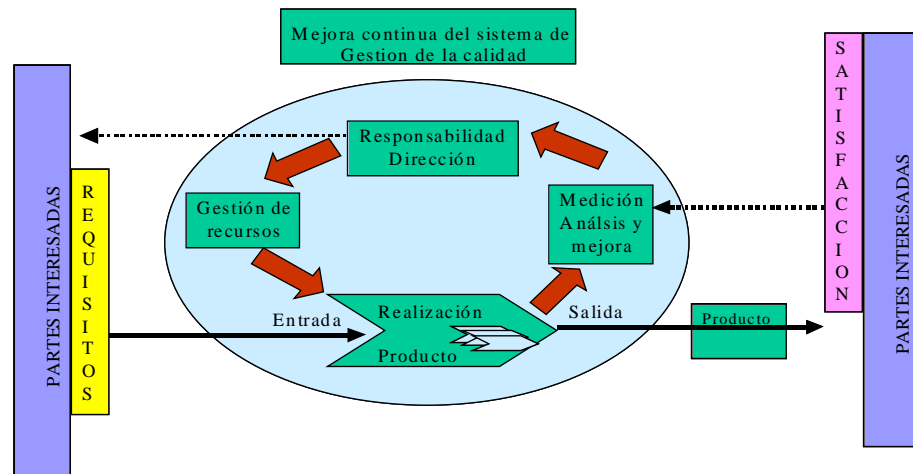 Mejora continua del sistema de
Gestion de la calidad
PARTES INTERESADAS
REQUISITOS
Responsabilidad
Dirección
Gestión de
recursos
Medición
Análsis y
mejora
Entrada
Realización
Producto
Salida
Producto
SATISFACCION
PARTES INTERESADAS